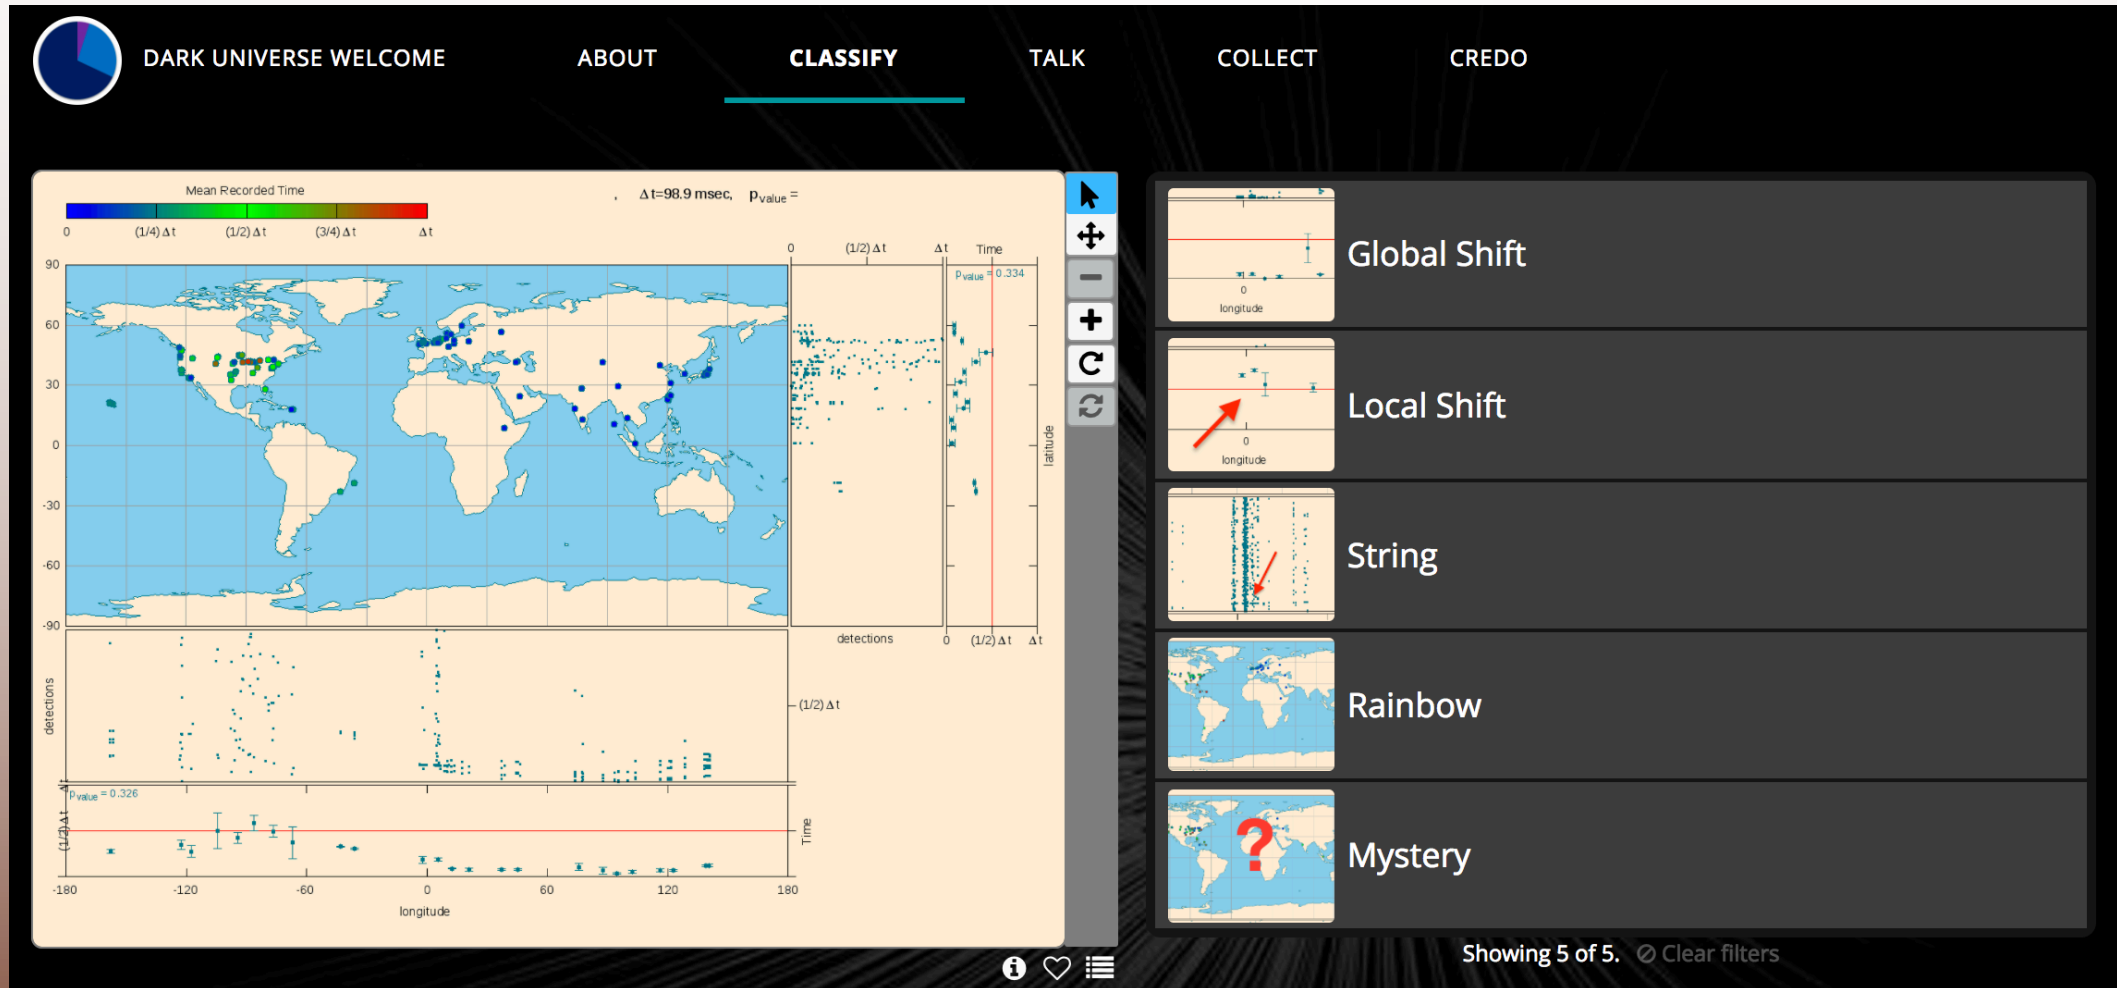 DARK UNIVERSE WELCOME
ABOUT
CLASSIFY
TALK
COLLECT
CREDO
Mean Recorded Time
0 (1/4) Δt (1/2) Δt (3/4) Δt Δt
, Δt=98.9 msec, pvalue =
0 (1/2) Δt Δt Time
pvalue = 0.334
90
60
30
0
-30
-60
-90
latitude
detections
0 (1/2) Δt Δt
detections
(1/2) Δt
Δt
pvalue = 0.326
(1/2) Δt
Time
-180 -120 -60 0 60 120 180
longitude
0
longitude
Global Shift
0
longitude
Local Shift
String
Rainbow
?
Mystery
Showing 5 of 5. Clear filters